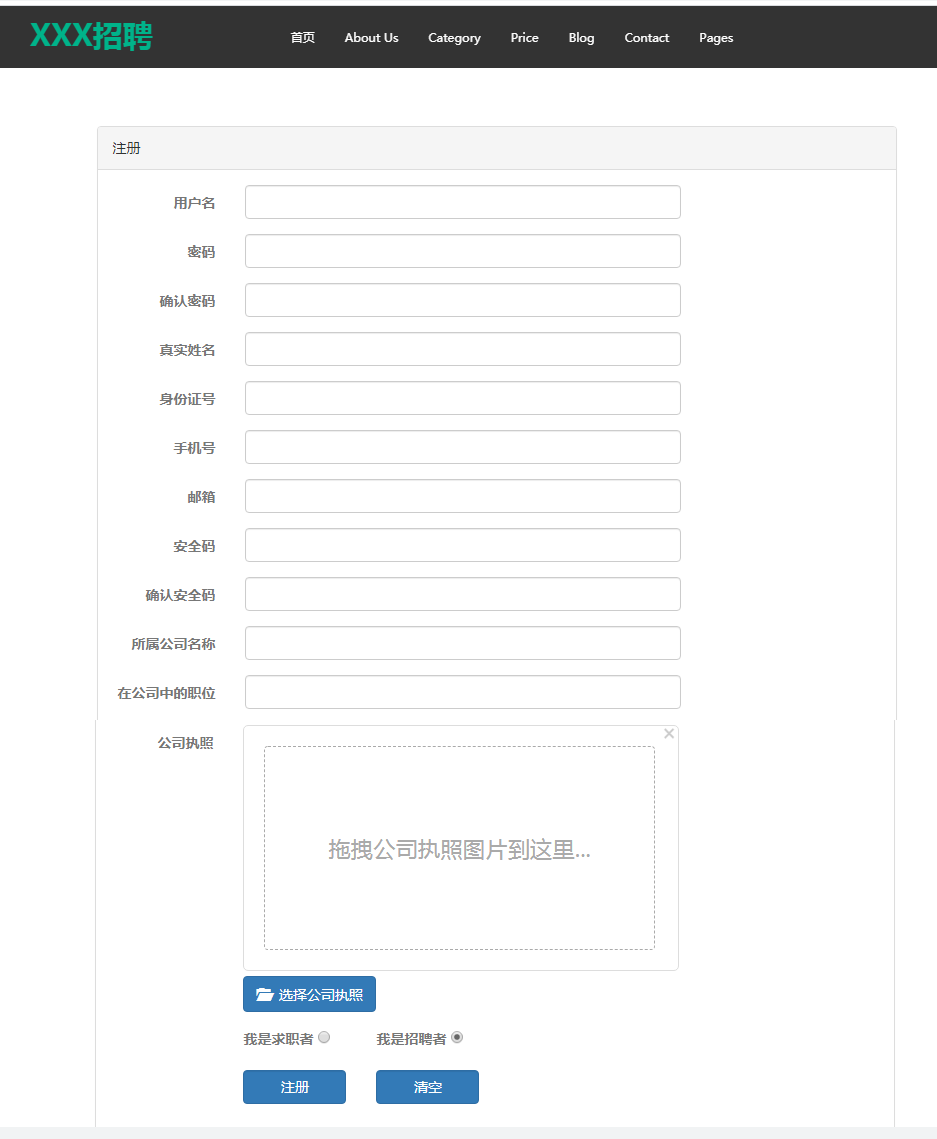 XXX招聘
首页 About Us Category Price Blog Contact Pages
注册
用户名
密码
确认密码
真实姓名
身份证号
手机号
邮箱
安全码
确认安全码
所属公司名称
在公司中的职位
公司执照
×
拖拽公司执照图片到这里...
选择公司执照
我是求职者 我是招聘者
注册 清空